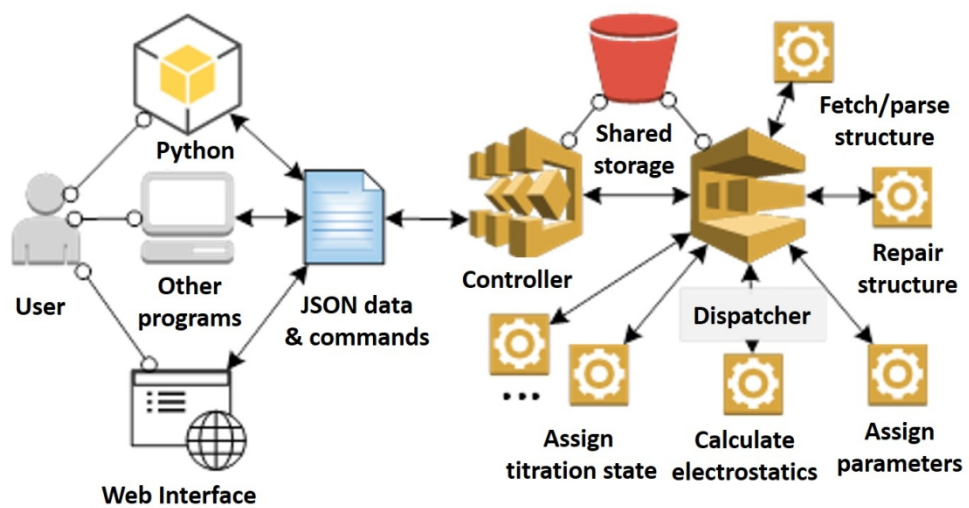 Python
User
Other
programs
JSON data
& commands
Web Interface
Controller
Shared
storage
Dispatcher
Fetch/parse
structure
Repair
structure
...
Assign
titration state
Calculate
electrostatics
Assign
parameters